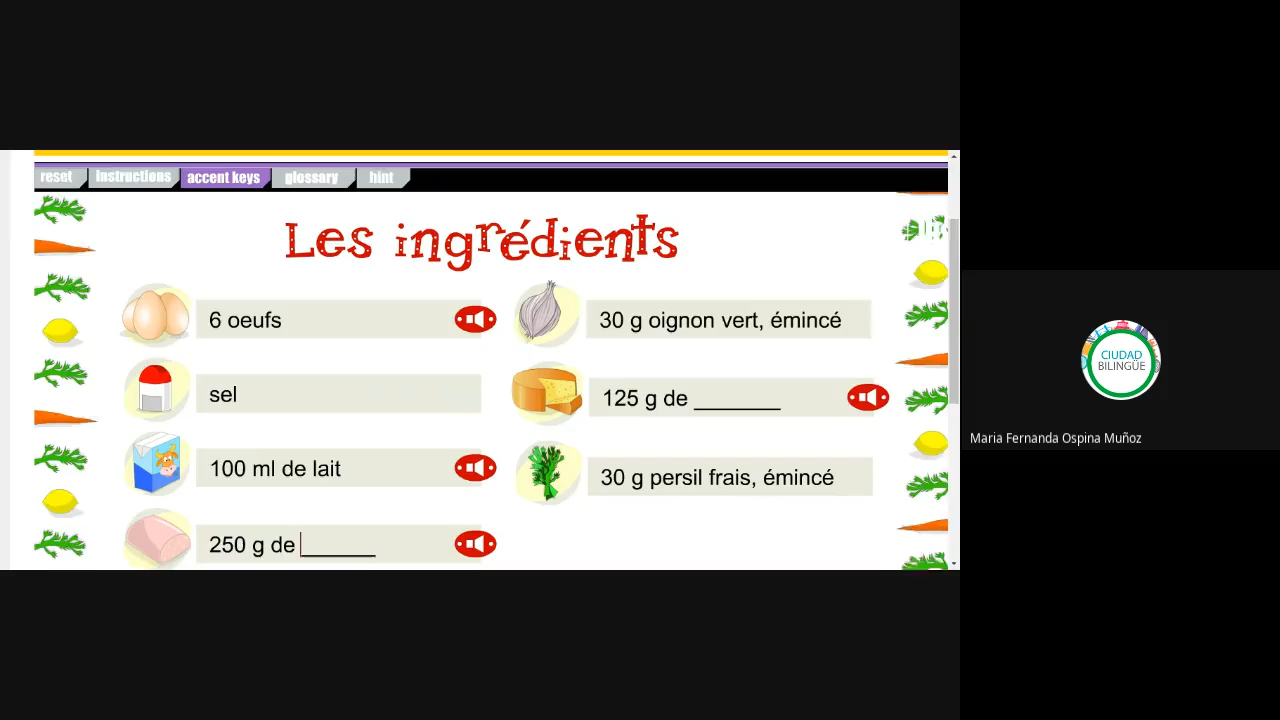 reset instructions accent keys glossary hint
Les ingrédients
6 oeufs
sel
100 ml de lait
250 g de _______
30 g oignon vert, émincé
125 g de ________
30 g persil frais, émincé
CIUDAD
BILINGÜE
Maria Fernanda Ospina Muñoz